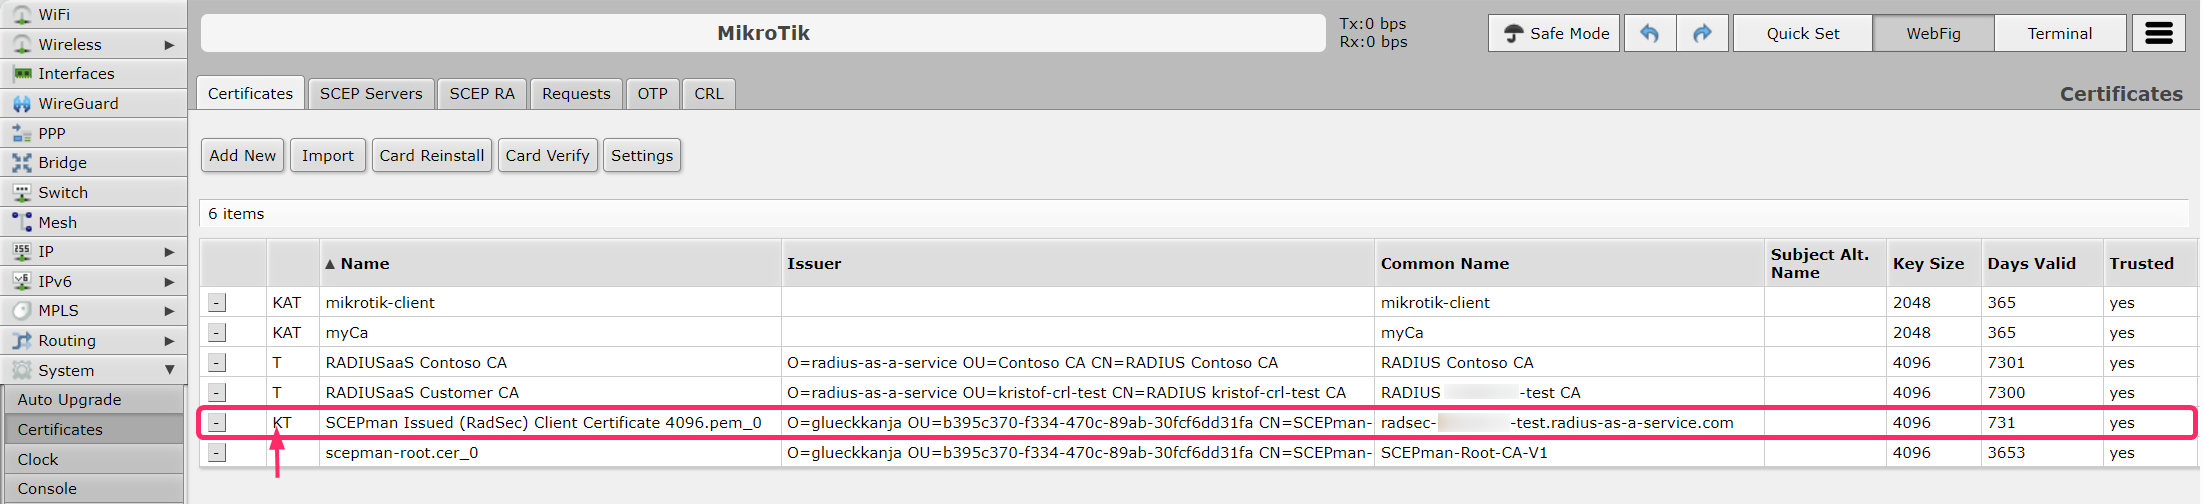 WiFi
Wireless
Interfaces
WireGuard
PPP
Bridge
Switch
Mesh
IP
IPv6
MPLS
Routing
System
Auto Upgrade
Certificates
Clock
Console
MikroTik
Tx:0 bps
Rx:0 bps
Safe Mode
Quick Set
WebFig
Terminal
Certificates SCEP Servers SCEP RA Requests OTP CRL
Certificates
Add New Import Card Reinstall Card Verify Settings
6 items
▲ Name Issuer Common Name Subject Alt. Name Key Size Days Valid Trusted
- KAT mikrotik-client mikrotik-client 2048 365 yes
- KAT myCa myCa 2048 365 yes
- T RADIUSaaS Contoso CA O=radius-as-a-service OU=Contoso CA CN=RADIUS Contoso CA RADIUS Contoso CA 4096 7301 yes
- T RADIUSaaS Customer CA O=radius-as-a-service OU=kristof-crl-test CN=RADIUS kristof-crl-test CA RADIUS -test CA 4096 7300 yes
- KT SCEPman Issued (RadSec) Client Certificate 4096.pem_0 O=glueckkanja OU=b395c370-f334-470c-89ab-30fcf6dd31fa CN=SCEPman- radsec- -test.radius-as-a-service.com 4096 731 yes
- scepman-root.cer_0 O=glueckkanja OU=b395c370-f334-470c-89ab-30fcf6dd31fa CN=SCEPman- SCEPman-Root-CA-V1 4096 3653 yes